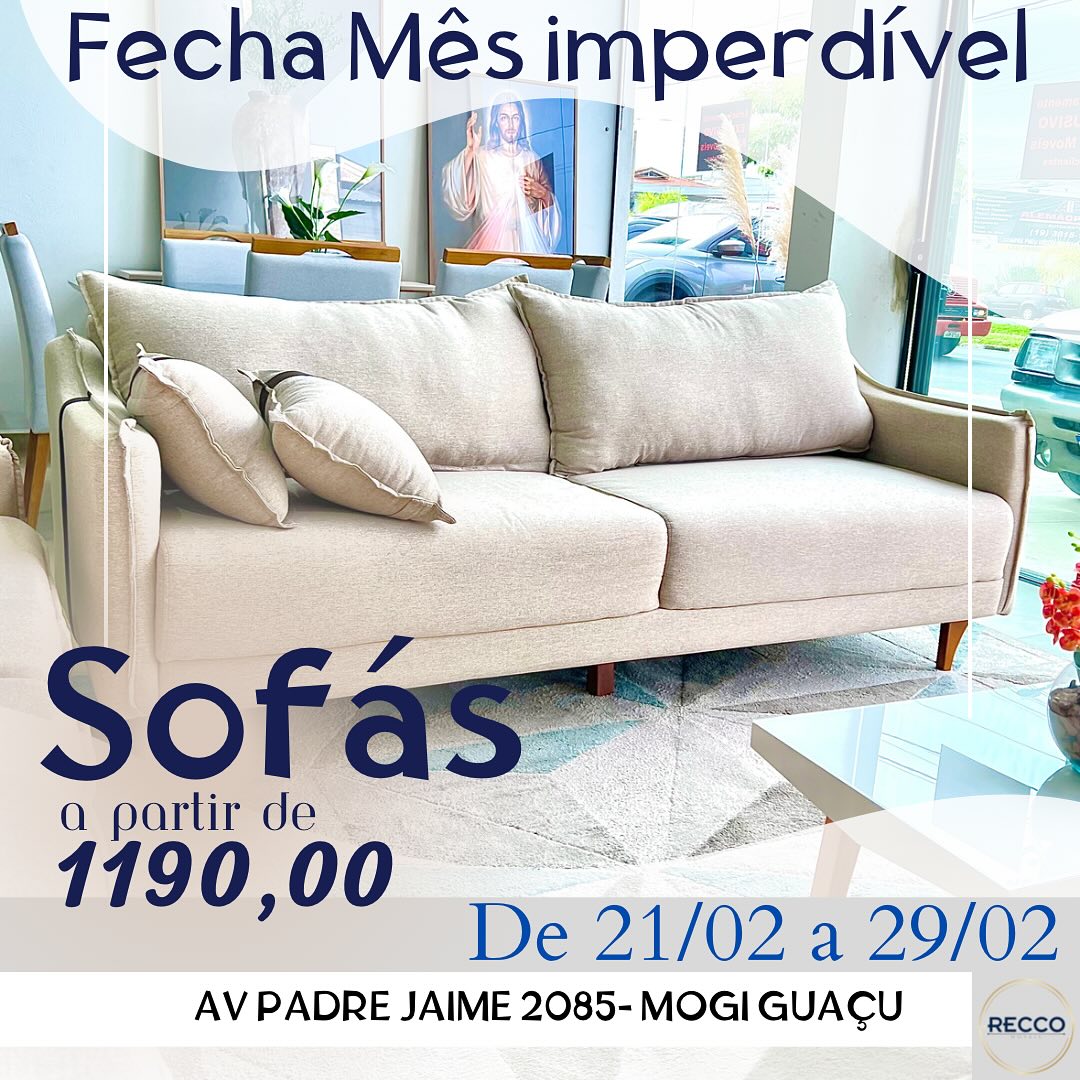 Fecha Mês imperdível
Sofás
a partir de
1190,00
De 21/02 a 29/02
AV PADRE JAIME 2085- MOGI GUAÇU
RECCO
MÓVEIS